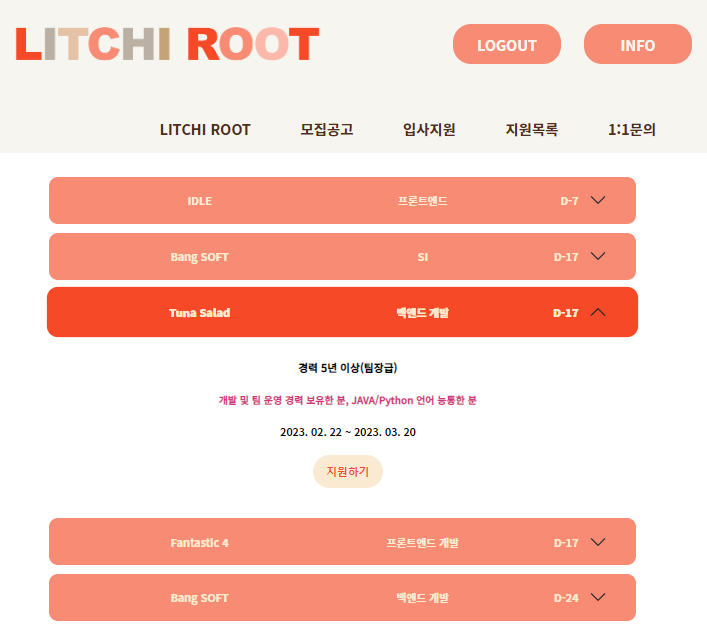 LITCHI ROOT LOGOUT INFO
LITCHI ROOT 모집공고 입사지원 지원목록 1:1문의
IDLE 프론트엔드 D-7
Bang SOFT SI D-17
Tuna Salad 백엔드 개발 D-17
경력 5년 이상(팀장급)
개발 및 팀 운영 경력 보유한 분, JAVA/Python 언어 능통한 분
2023. 02. 22 ~ 2023. 03. 20
지원하기
Fantastic 4 프론트엔드 개발 D-17
Bang SOFT 백엔드 개발 D-24